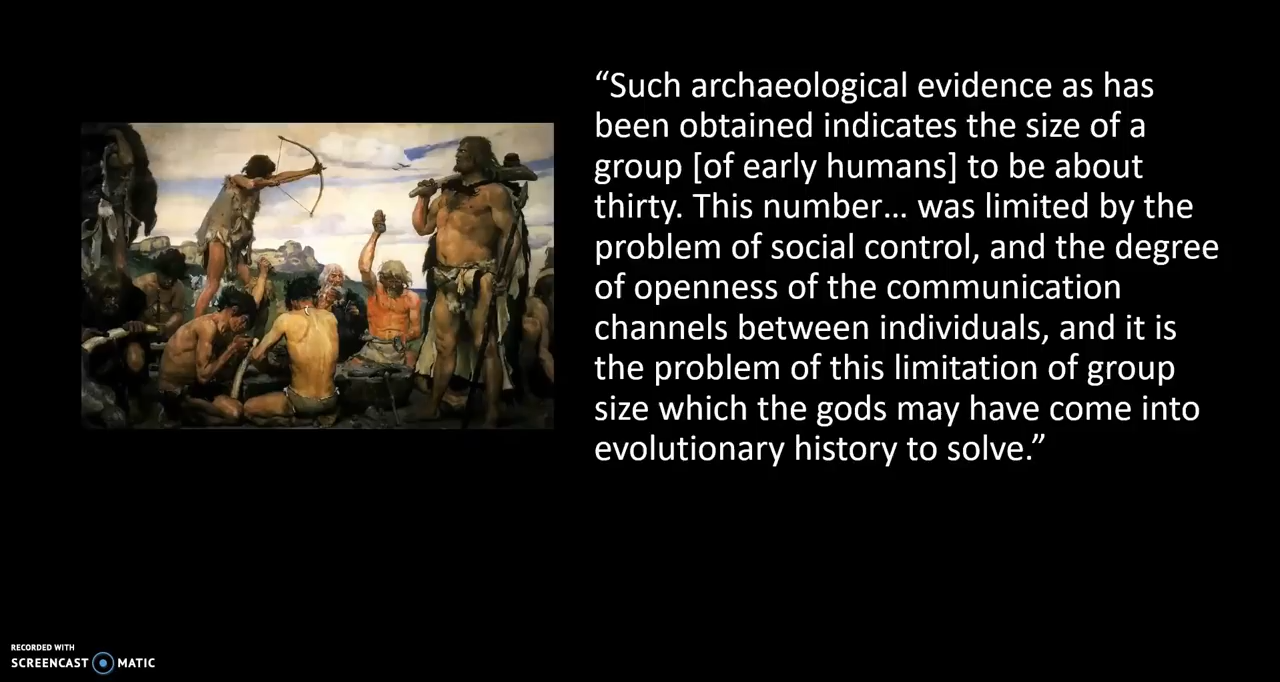 “Such archaeological evidence as has
been obtained indicates the size of a
group [of early humans] to be about
thirty. This number... was limited by the
problem of social control, and the degree
of openness of the communication
channels between individuals, and it is
the problem of this limitation of group
size which the gods may have come into
evolutionary history to solve.”
RECORDED WITH
SCREENCAST MATIC